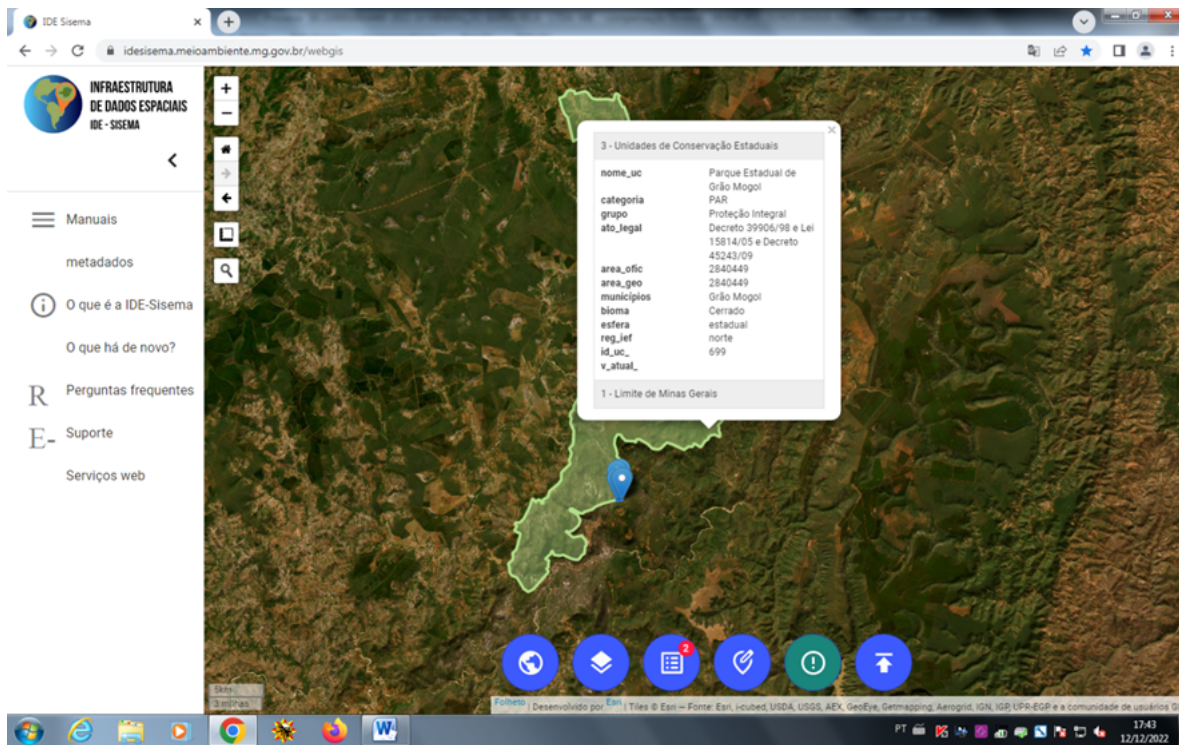 IDE Sisema
idesisema.meioambiente.mg.gov.br/webgis
INFRAESTRUTURA
DE DADOS ESPACIAIS
IDE - SISEMA
Manuais
metadados
O que é a IDE-Sisema
O que há de novo?
R Perguntas frequentes
E- Suporte
Serviços web
3 - Unidades de Conservação Estaduais
nome_uc Parque Estadual de
Grão Mogol
categoria PAR
grupo Proteção Integral
ato_legal Decreto 39906/98 e Lei
15814/05 e Decreto
45243/09
area_ofic 2840449
area_geo 2840449
municípios Grão Mogol
bioma Cerrado
esfera estadual
reg_ief norte
id_uc_ 699
v_atual_
1 - Limite de Minas Gerais
2
5km
3 milhas
Folheto | Desenvolvido por Esri | Tiles © Esri — Fonte: Esri, i-cubed, USDA, USGS, AEX, GeoEye, Getmapping, Aerogrid, IGN, IGP, UPR-EGP e a comunidade de usuários GI
PT
17:43
12/12/2022